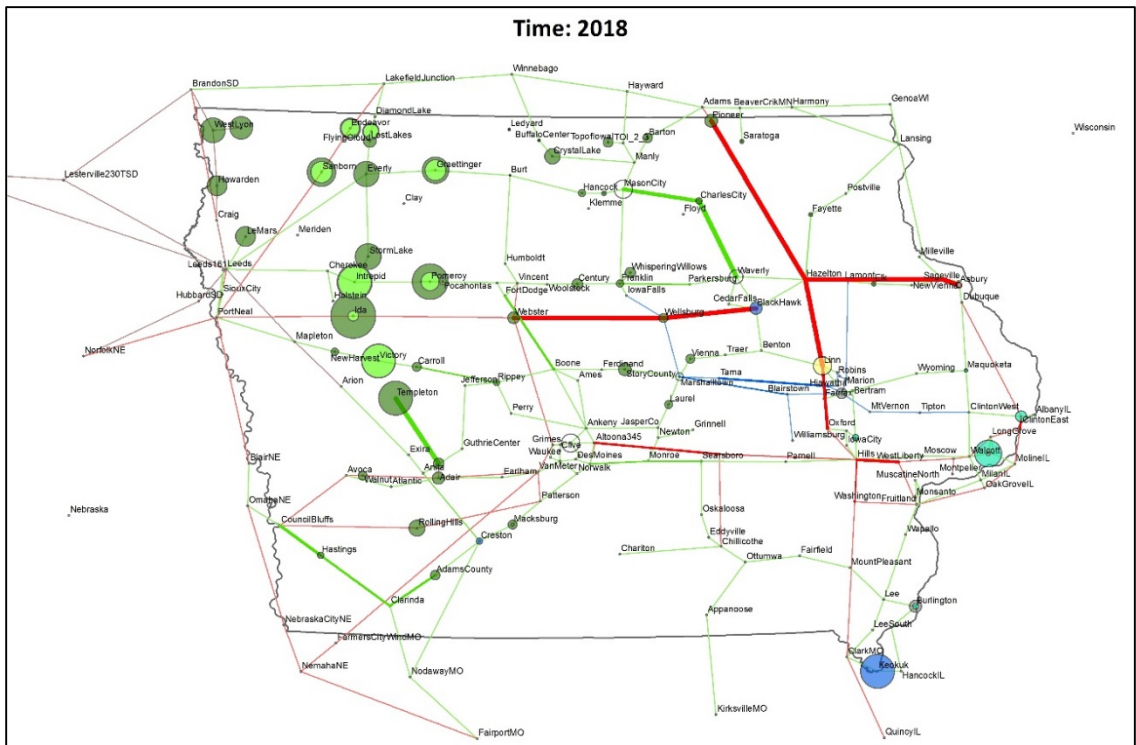 Time: 2018
Winnebago
LakefieldJunction
BrandonSD
Hayward
Adams
BeaverCrikMN
Harmony
GenoaWI
Pioneer
DiamondLake
WestLyon
Endeavor
LostLakes
FlyingCloud
Ledyard
BuffaloCenter
Barton
Saratoga
Wisconsin
Lansing
CrystalLake
Manly
Lesterville230TSD
Sanborn
Everly
Graettinger
Burt
Hawarden
Hancock
MasonCity
Klemme
CharlesCity
Postville
Clay
Floyd
Fayette
Craig
LeMars
Meriden
StormLake
Milleville
Leeds161
Leeds
Cherokee
Intrepid
Pomeroy
Pocahontas
Humboldt
Vincent
Woolstock
Century
WhisperingWillows
Franklin
IowaFalls
Parkersburg
Waverly
Hazelton
Lamont
Sageville
Asbury
NewVienna
Dubuque
HubbardSD
SiouxCity
Holstein
Ida
FortDodge
CedarFalls
BlackHawk
PortNeal
Webster
Wellsburg
NorfolkNE
Mapleton
NewHarvest
Victory
Carroll
Boone
Ferdinand
Vienna
Traer
Benton
Linn
Robins
Marion
Hiawatha
Maquoketa
Wyoming
Arion
Templeton
Jefferson
Rippey
Ames
StoryCounty
Marshalltown
Tama
Blairstown
Bertram
Laurel
Perry
MtVernon
Tipton
ClintonWest
AlbanyIL
ClintonEast
Ankeny
JasperCo
Grinnell
Newton
Oxford
IowaCity
Williamsburg
LongGrove
GuthrieCenter
Grimes
Clive
Altoona345
Waukee
DesMoines
Monroe
Searsboro
Parnell
Hills
WestLiberty
Moscow
Walcott
MolineIL
Exira
Anita
Adair
Earlham
VanMeter
Norwalk
BlairNE
Avoca
Walnut
Atlantic
MuscatineNorth
Montpelier
MilanIL
OakGroveIL
Monsanto
Fruitland
Washington
Patterson
OmahaNE
Nebraska
CouncilBluffs
RollingHills
Macksburg
Oskaloosa
Eddyville
Chillicothe
Wapallo
Creston
Chariton
Ottumwa
Fairfield
MountPleasant
Hastings
AdamsCounty
Clarinda
Appanoose
Lee
Burlington
NebraskaCityNE
LeeSouth
FarmersCityWindMO
NemahaNE
NodawayMO
ClarkMO
Keokuk
HancockIL
KirksvilleMO
FairportMO
QuincyIL